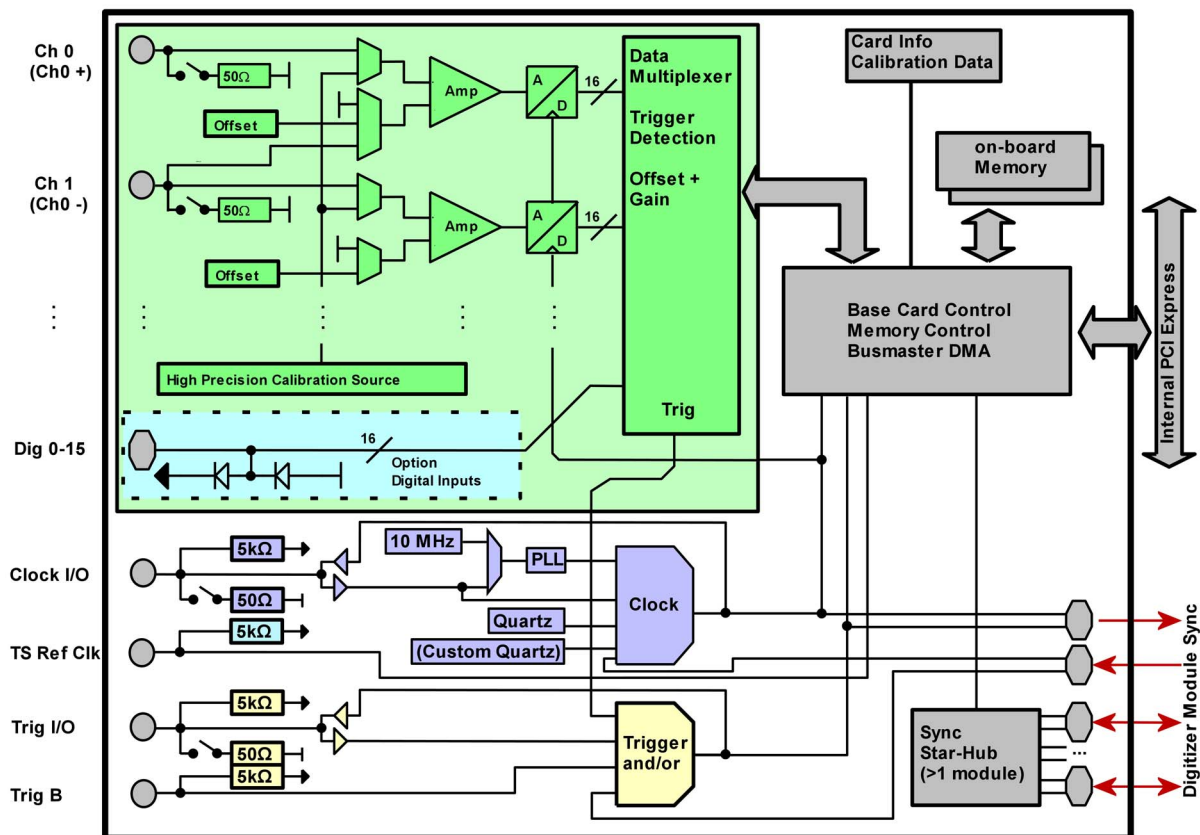 Ch 0
(Ch0 +)
50Ω
Offset
Amp
A
D
16
Ch 1
(Ch0 -)
50Ω
Offset
Amp
A
D
16
High Precision Calibration Source
Data
Multiplexer
Trigger
Detection
Offset +
Gain
Trig
Dig 0-15
16
Option
Digital Inputs
Card Info
Calibration Data
on-board
Memory
Base Card Control
Memory Control
Busmaster DMA
Internal PCI Express
Clock I/O
5kΩ
50Ω
10 MHz
PLL
Quartz
(Custom Quartz)
Clock
TS Ref Clk
5kΩ
Trig I/O
5kΩ
50Ω
Trig B
5kΩ
Trigger
and/or
Sync
Star-Hub
(>1 module)
...
Digitizer Module Sync